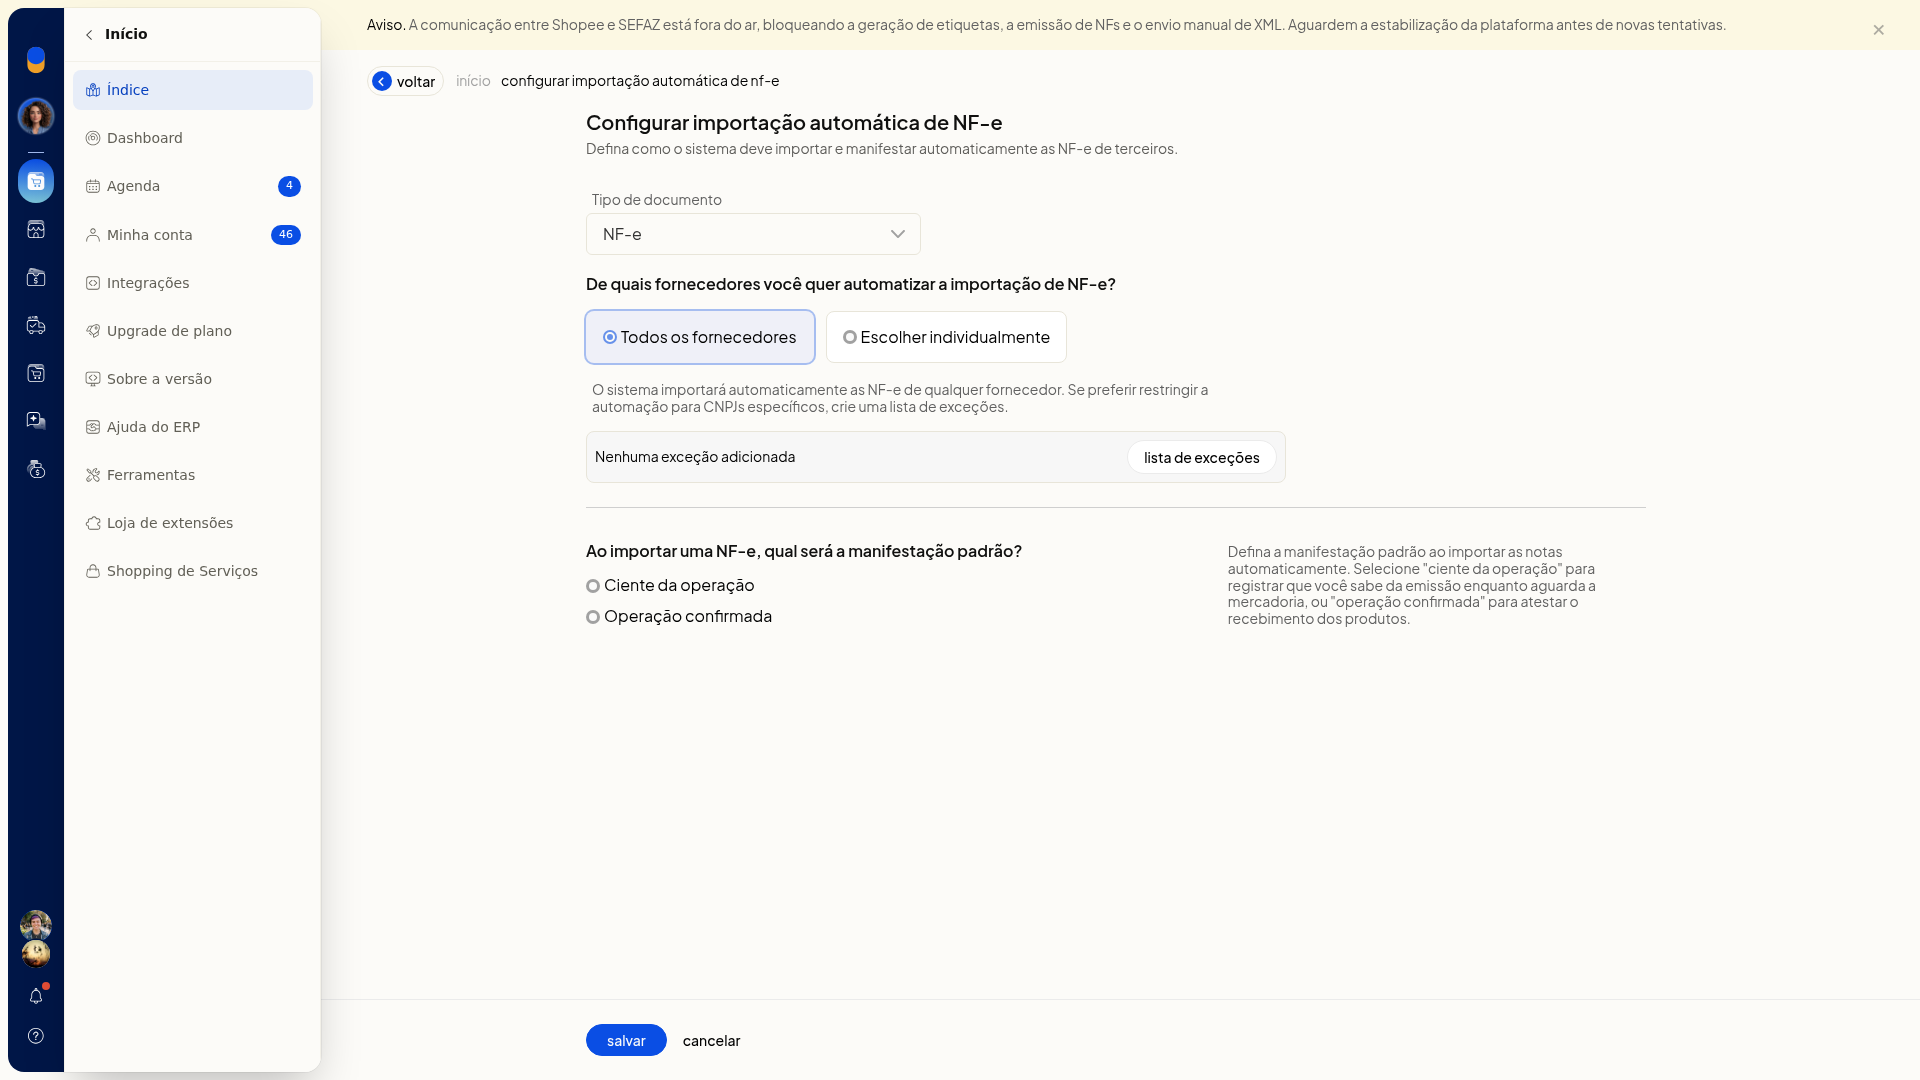 Início
Índice
Dashboard
Agenda 4
Minha conta 46
Integrações
Upgrade de plano
Sobre a versão
Ajuda do ERP
Ferramentas
Loja de extensões
Shopping de Serviços
Aviso. A comunicação entre Shopee e SEFAZ está fora do ar, bloqueando a geração de etiquetas, a emissão de NFs e o envio manual de XML. Aguardem a estabilização da plataforma antes de novas tentativas.
voltar início configurar importação automática de nf-e
Configurar importação automática de NF-e
Defina como o sistema deve importar e manifestar automaticamente as NF-e de terceiros.
Tipo de documento
NF-e
De quais fornecedores você quer automatizar a importação de NF-e?
Todos os fornecedores Escolher individualmente
O sistema importará automaticamente as NF-e de qualquer fornecedor. Se preferir restringir a
automação para CNPJs específicos, crie uma lista de exceções.
Nenhuma exceção adicionada lista de exceções
Ao importar uma NF-e, qual será a manifestação padrão?
Ciente da operação
Operação confirmada
Defina a manifestação padrão ao importar as notas
automaticamente. Selecione "ciente da operação" para
registrar que você sabe da emissão enquanto aguarda a
mercadoria, ou "operação confirmada" para atestar o
recebimento dos produtos.
salvar cancelar